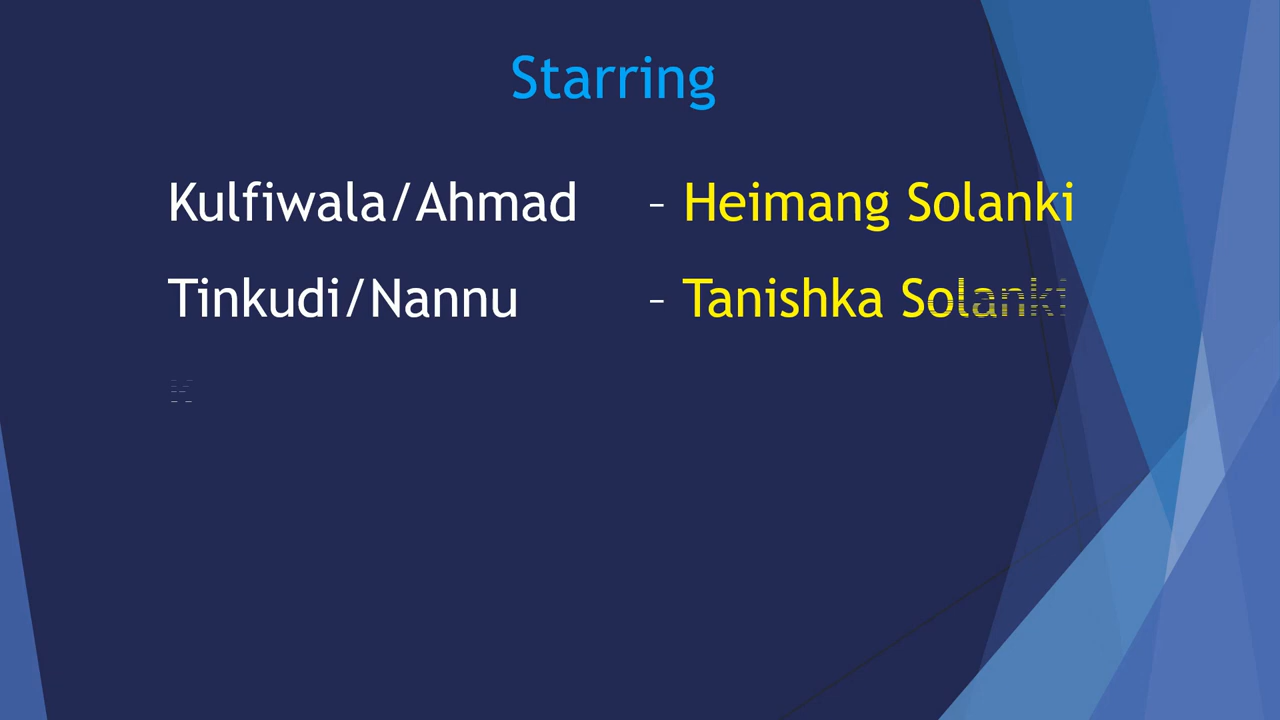 Starring
Kulfiwala/Ahmad – Heimang Solanki
Tinkudi/Nannu – Tanishka Solanki